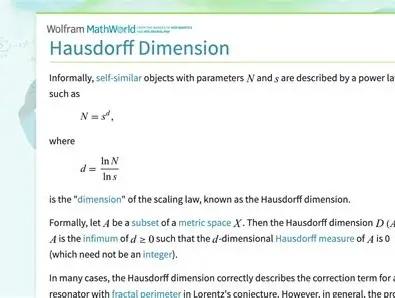 Wolfram MathWorld
Hausdorff Dimension
Informally, self-similar objects with parameters N and s are described by a power la
such as
N = s^d,
where
d = ln N / ln s
is the "dimension" of the scaling law, known as the Hausdorff dimension.
Formally, let A be a subset of a metric space X. Then the Hausdorff dimension D (A
A is the infimum of d ≥ 0 such that the d-dimensional Hausdorff measure of A is 0
(which need not be an integer).
In many cases, the Hausdorff dimension correctly describes the correction term for a
resonator with fractal perimeter in Lorentz's conjecture. However, in general, the pro